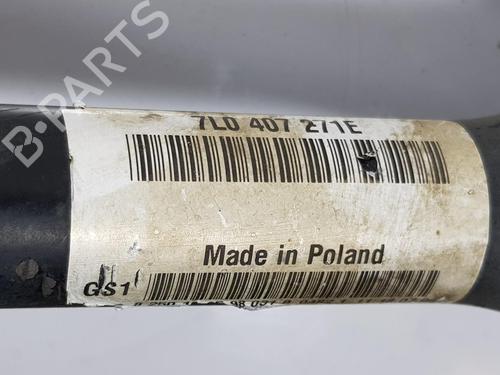 7L0 407 271E
Made in Poland
GS1
B-PARTS